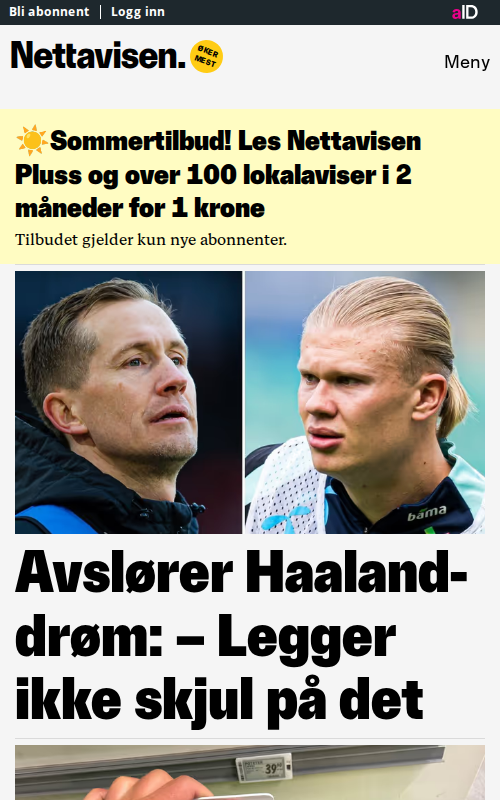 Bli abonnent | Logg inn
aID
Nettavisen.
ØKER
MEST
Meny
☀️Sommertilbud! Les Nettavisen
Pluss og over 100 lokalaviser i 2
måneder for 1 krone
Tilbudet gjelder kun nye abonnenter.
bama
Avslører Haaland-
drøm: – Legger
ikke skjul på det
39